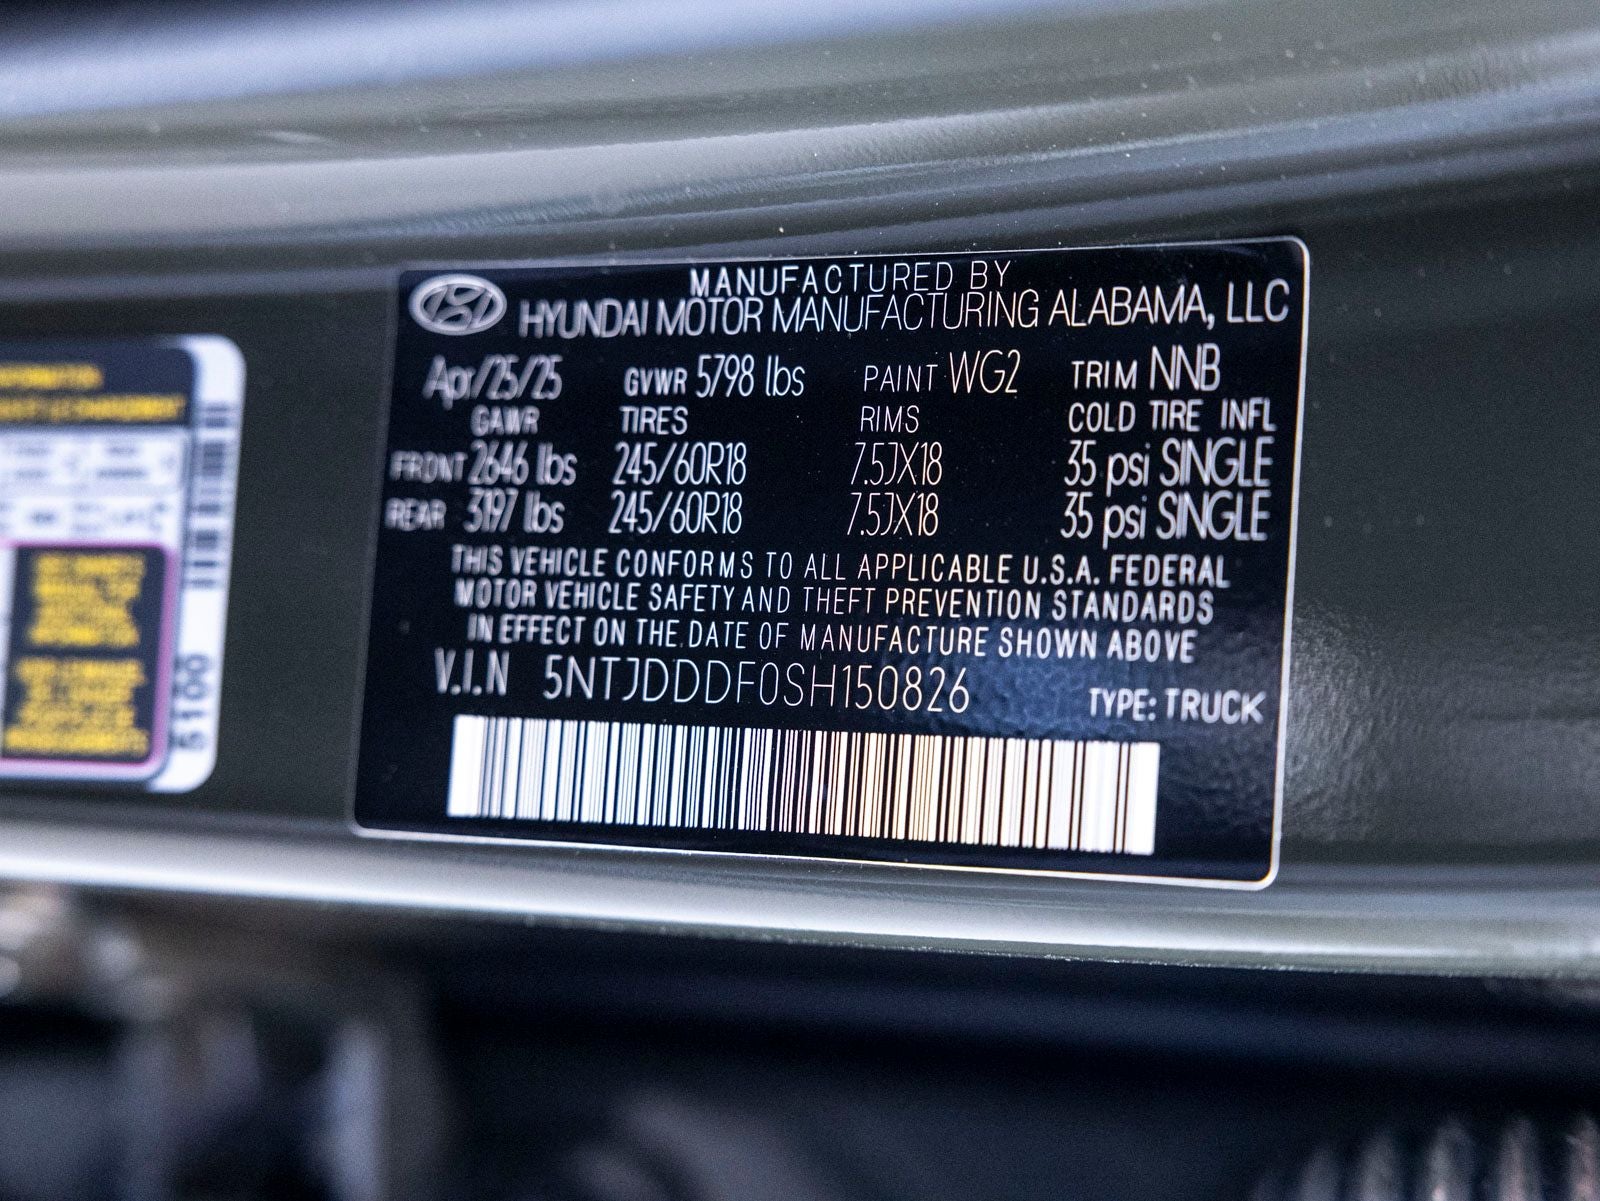 MANUFACTURED BY
HYUNDAI MOTOR MANUFACTURING ALABAMA, LLC
Apr/25/25 GVWR 5798 lbs PAINT WG2 TRIM NNB
GAWR TIRES RIMS COLD TIRE INFL
FRONT 2646 lbs 245/60R18 7.5JX18 35 psi SINGLE
REAR 3197 lbs 245/60R18 7.5JX18 35 psi SINGLE
THIS VEHICLE CONFORMS TO ALL APPLICABLE U.S.A. FEDERAL
MOTOR VEHICLE SAFETY AND THEFT PREVENTION STANDARDS
IN EFFECT ON THE DATE OF MANUFACTURE SHOWN ABOVE
V.I.N 5NTJDDDF0SH150826 TYPE: TRUCK
5100